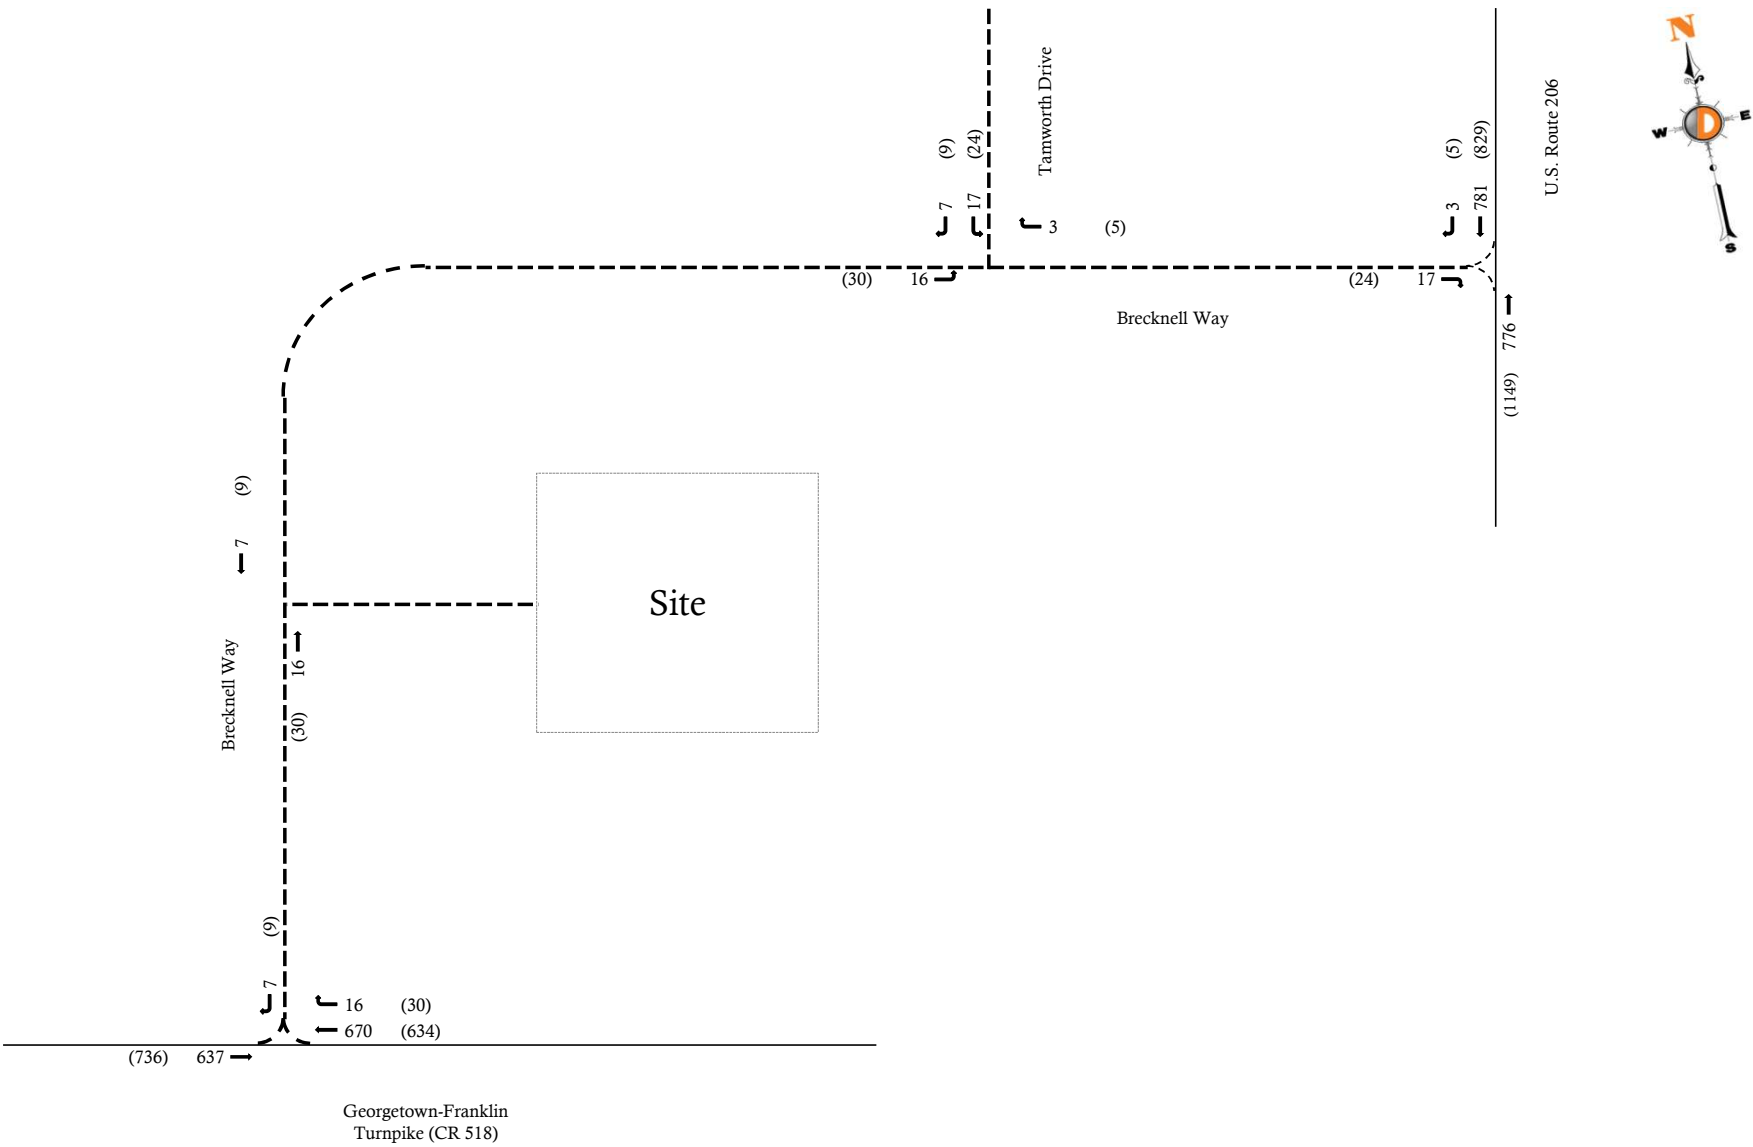 N
W
D
E
S
Tamworth Drive
U.S. Route 206
(9)
(24)
7
17
3 (5)
(5)
(829)
3
781
(30) 16
(24) 17
Brecknell Way
776
(1149)
(9)
7
Site
16
(30)
Brecknell Way
(9)
7
16 (30)
670 (634)
(736) 637
Georgetown-Franklin
Turnpike (CR 518)